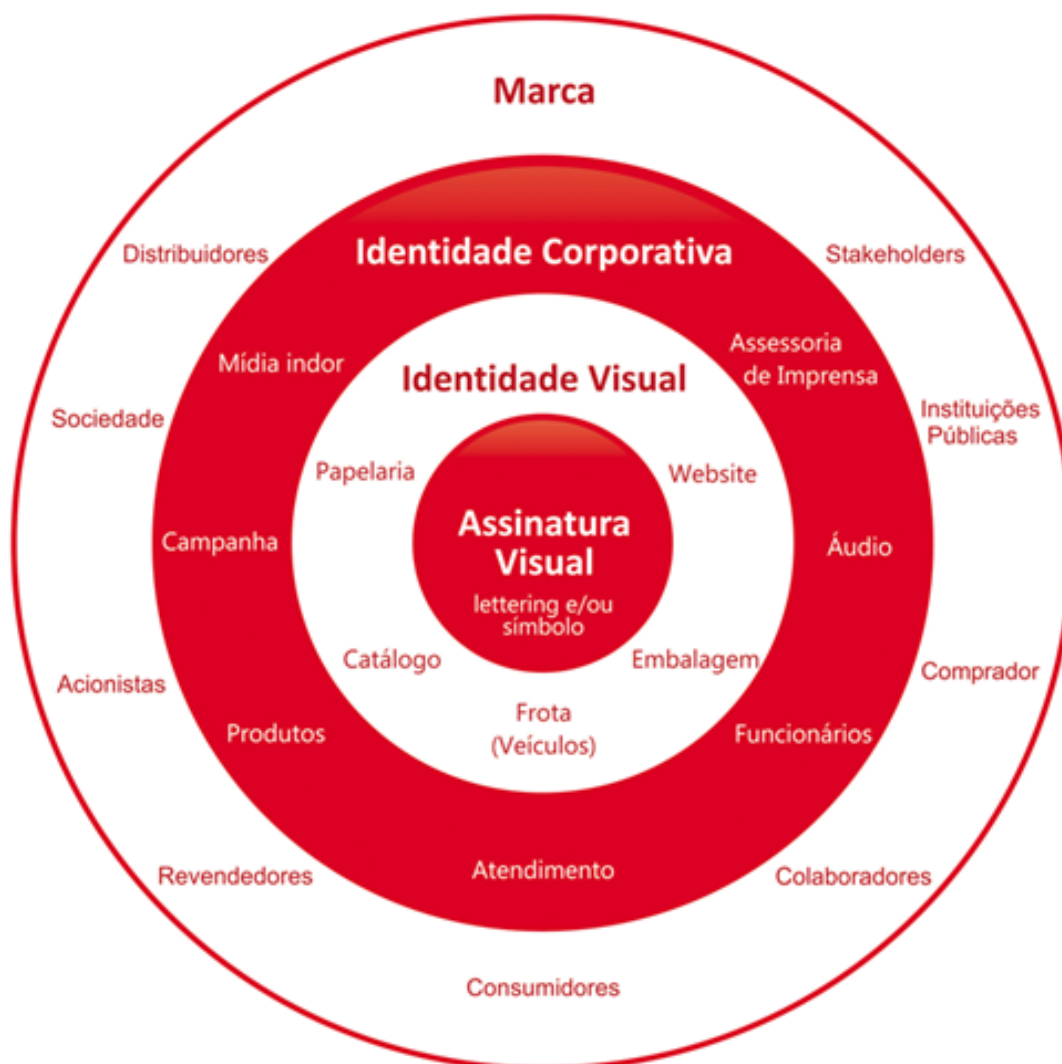 Marca
Distribuidores
Stakeholders
Identidade Corporativa
Mídia indor
Assessoria
de Imprensa
Identidade Visual
Sociedade
Instituições
Públicas
Papelaria
Website
Campanha
Assinatura
Visual
lettering e/ou
símbolo
Áudio
Catálogo
Embalagem
Acionistas
Comprador
Frota
(Veículos)
Produtos
Funcionários
Atendimento
Revendedores
Colaboradores
Consumidores